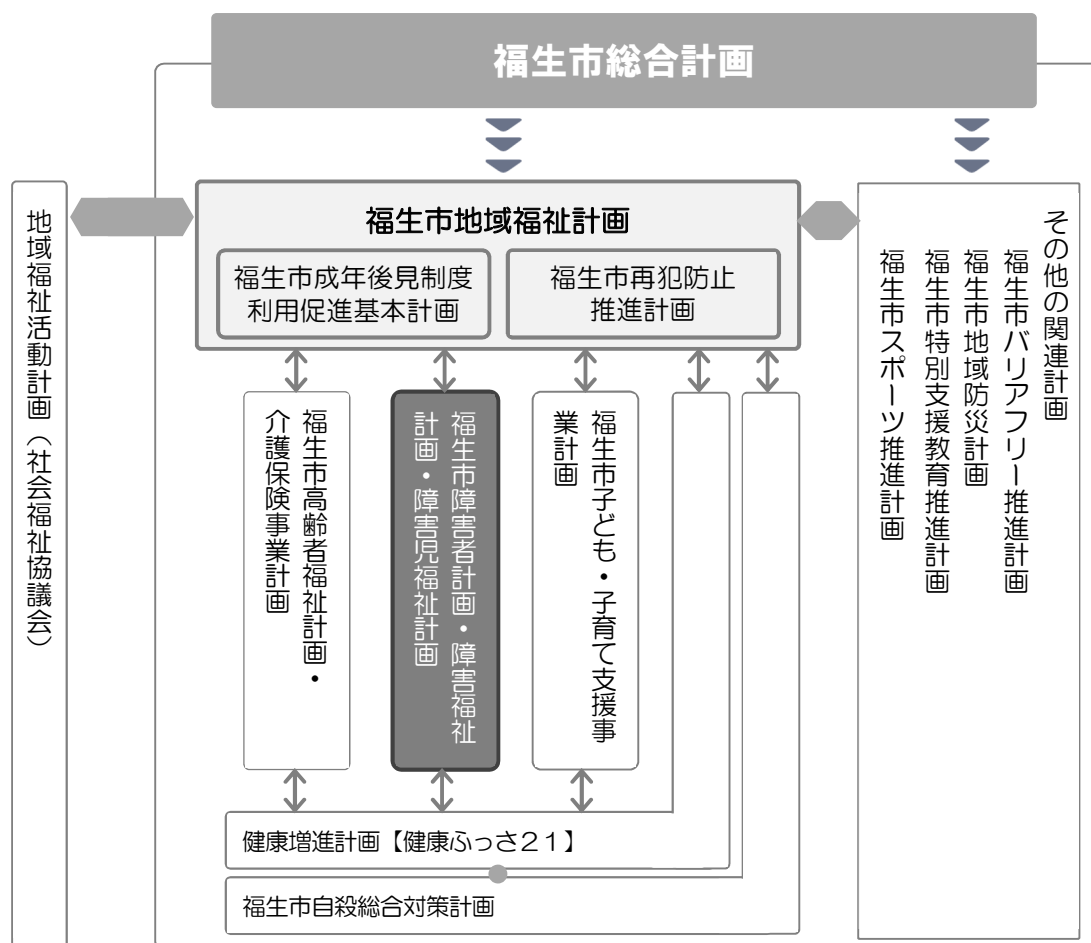 福生市総合計画
地域福祉活動計画（社会福祉協議会）
福生市地域福祉計画
福生市成年後見制度
利用促進基本計画
福生市再犯防止
推進計画
福生市高齢者福祉計画・
介護保険事業計画
福生市障害者計画・障害福祉
計画・障害児福祉計画
福生市子ども・子育て支援事
業計画
健康増進計画【健康ふっさ２１】
福生市自殺総合対策計画
その他の関連計画
福生市バリアフリー推進計画
福生市地域防災計画
福生市特別支援教育推進計画
福生市スポーツ推進計画